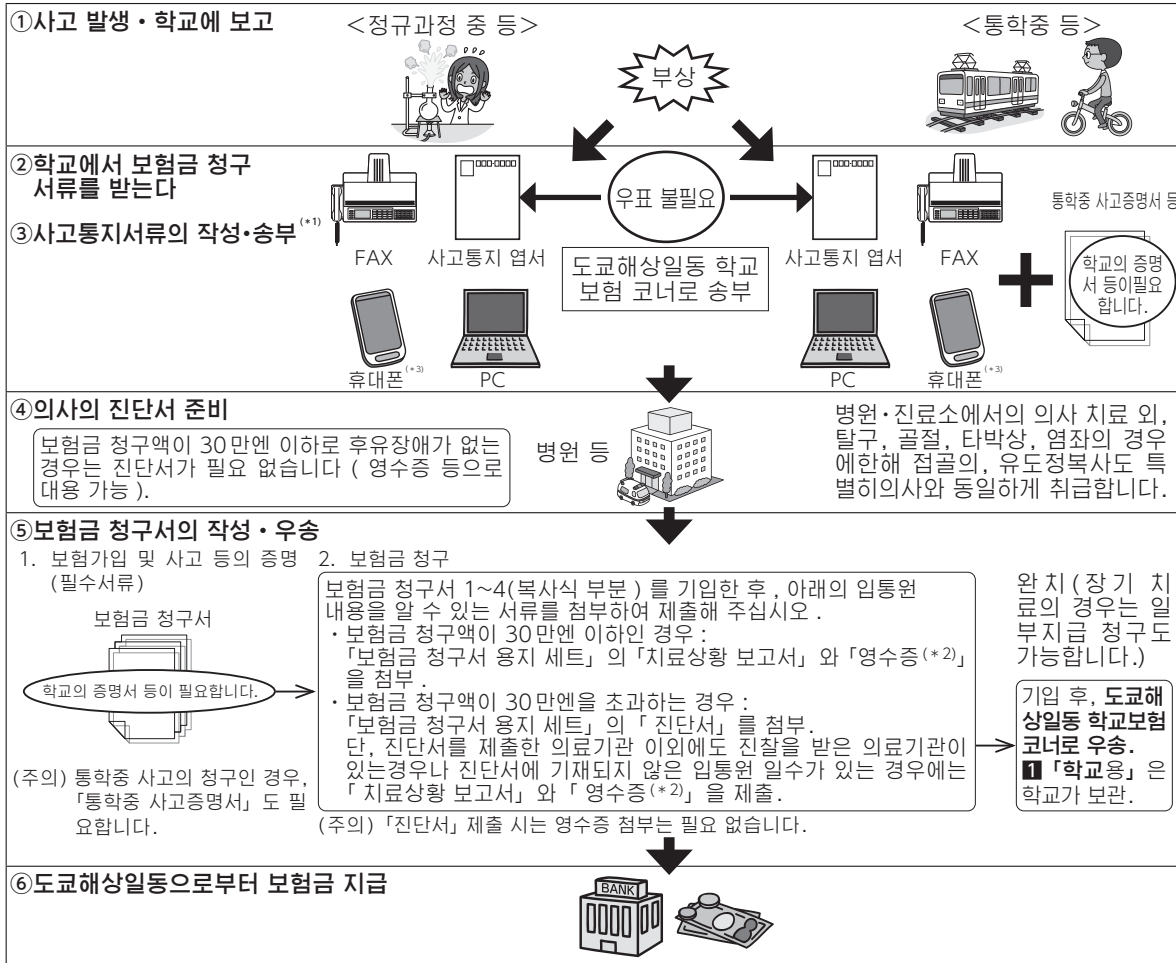 ①사고 발생・학교에 보고
<정규과정 중 등>
<통학중 등>
부상
②학교에서 보험금 청구
서류를 받는다
③사고통지서류의 작성・송부(*1)
우표 불필요
도쿄해상일동 학교
보험 코너로 송부
FAX
사고통지 엽서
휴대폰(*3)
PC
사고통지 엽서
FAX
PC
휴대폰(*3)
통학중 사고증명서 등
학교의 증명
서 등이필요
합니다.
④의사의 진단서 준비
보험금 청구액이 30만엔 이하로 후유장애가 없는
경우는 진단서가 필요 없습니다 ( 영수증 등으로
대용 가능 ).
병원 등
병원・진료소에서의 의사 치료 외,
탈구, 골절, 타박상, 염좌의 경우
에한해 접골의, 유도정복사도 특
별히의사와 동일하게 취급합니다.
⑤보험금 청구서의 작성・우송
1. 보험가입 및 사고 등의 증명
(필수서류)
보험금 청구서
학교의 증명서 등이 필요합니다.
(주의) 통학중 사고의 청구인 경우,
「통학중 사고증명서」도 필
요합니다.
2. 보험금 청구
보험금 청구서 1~4(복사식 부분 ) 를 기입한 후 , 아래의 입통원
내용을 알 수 있는 서류를 첨부하여 제출해 주십시오 .
・보험금 청구액이 30만엔 이하인 경우 :
「보험금 청구서 용지 세트」의「치료상황 보고서」와「영수증(*2)」
을 첨부 .
・보험금 청구액이 30만엔을 초과하는 경우 :
「보험금 청구서 용지 세트」의「 진단서」를 첨부.
단, 진단서를 제출한 의료기관 이외에도 진찰을 받은 의료기관이
있는경우나 진단서에 기재되지 않은 입통원 일수가 있는 경우에는
「 치료상황 보고서」와「 영수증(*2)」을 제출.
(주의)「진단서」제출 시는 영수증 첨부는 필요 없습니다.
완치(장기 치
료의 경우는 일
부지급 청구도
가능합니다.)
기입 후, 도쿄해
상일동 학교보험
코너로 우송.
1「학교용」은
학교가 보관.
⑥도쿄해상일동으로부터 보험금 지급
BANK